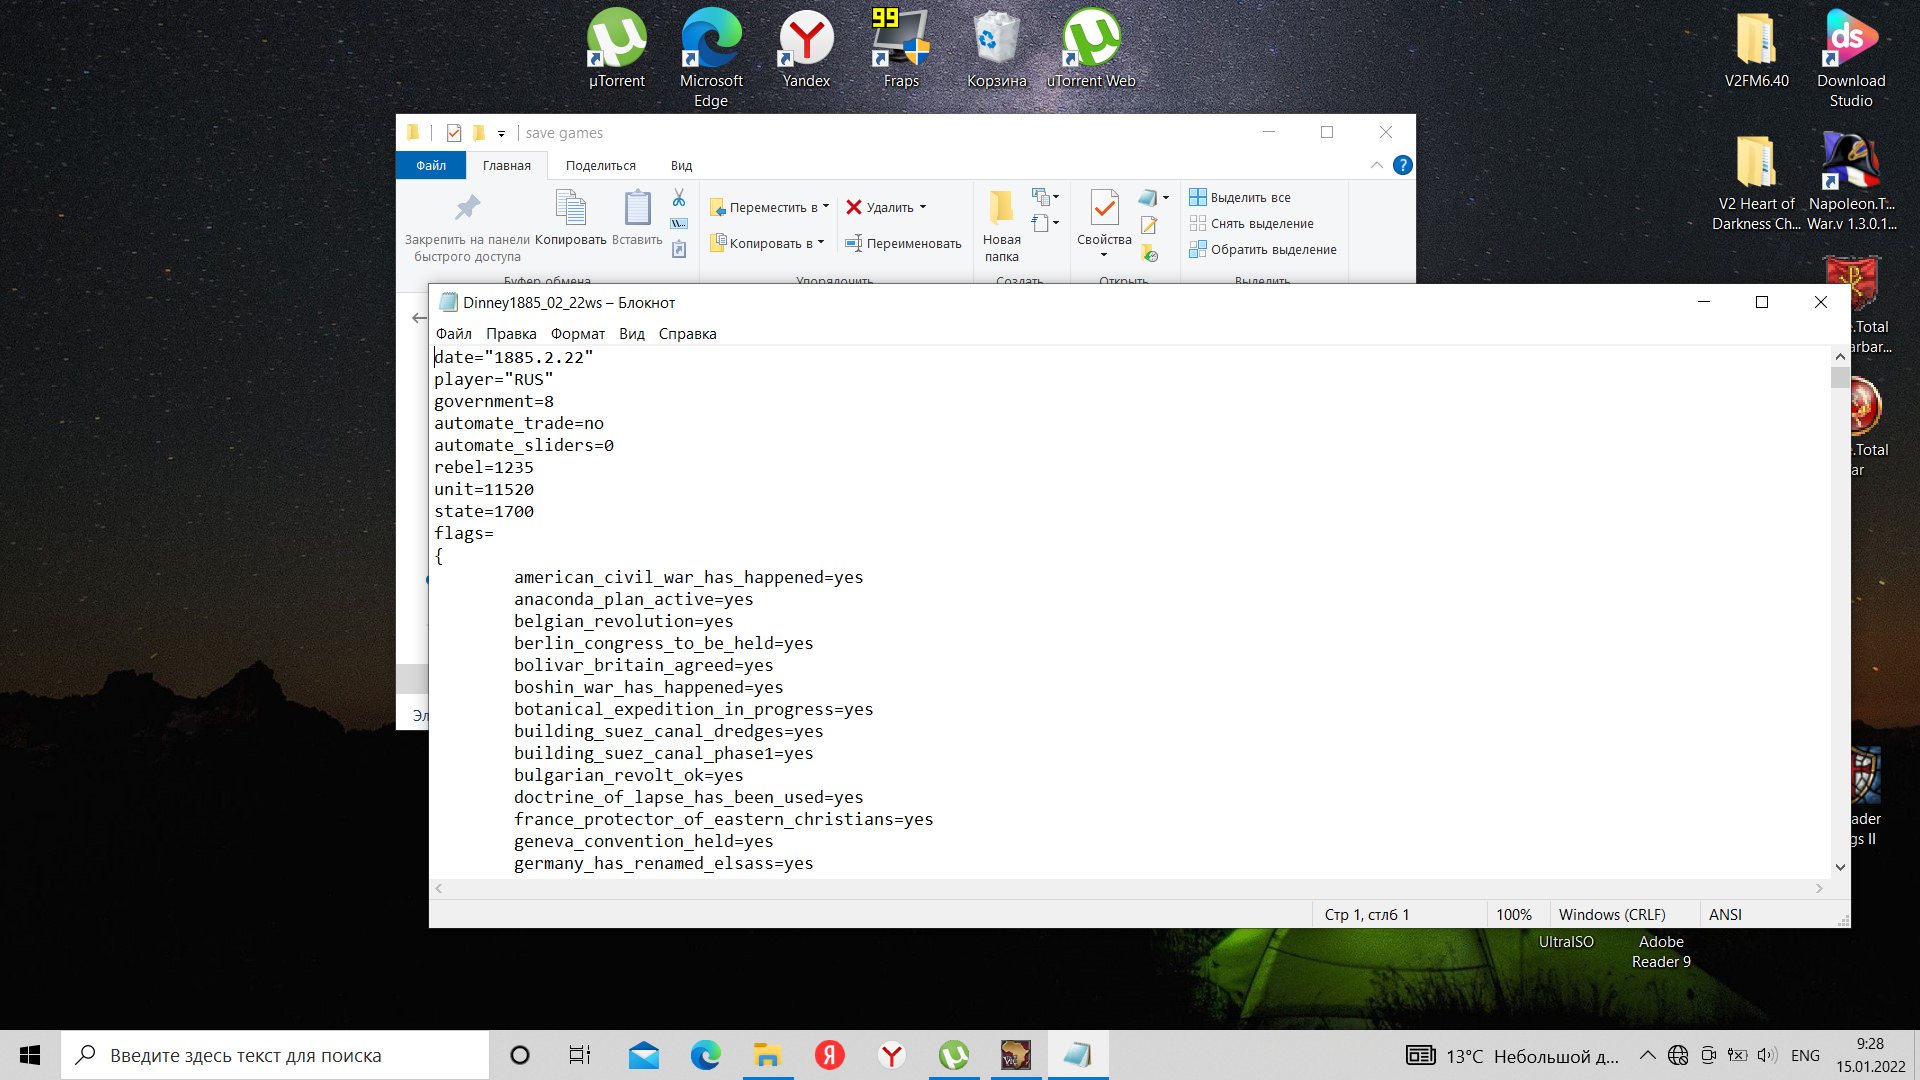 µTorrent
Microsoft
Edge
Yandex
99
Fraps
Корзина
uTorrent Web
V2FM6.40
ds
Download
Studio
V2 Heart of
Darkness Ch...
Napoleon.T...
War.v 1.3.0.1...
save games
Файл
Главная
Поделиться
Вид
Закрепить на панели
быстрого доступа
Копировать
Вставить
Переместить в
Копировать в
Удалить
Переименовать
Новая
папка
Свойства
Выделить все
Снять выделение
Обратить выделение
Буфер обмена
Упорядочить
Создать
Открыть
Выделить
Эл
Dinney1885_02_22ws – Блокнот
Файл Правка Формат Вид Справка
date="1885.2.22"
player="RUS"
government=8
automate_trade=no
automate_sliders=0
rebel=1235
unit=11520
state=1700
flags=
{
american_civil_war_has_happened=yes
anaconda_plan_active=yes
belgian_revolution=yes
berlin_congress_to_be_held=yes
bolivar_britain_agreed=yes
boshin_war_has_happened=yes
botanical_expedition_in_progress=yes
building_suez_canal_dredges=yes
building_suez_canal_phase1=yes
bulgarian_revolt_ok=yes
doctrine_of_lapse_has_been_used=yes
france_protector_of_eastern_christians=yes
geneva_convention_held=yes
germany_has_renamed_elsass=yes
Стр 1, стлб 1
100%
Windows (CRLF)
ANSI
.Total
arbar...
.Total
ar
ader
gs II
UltraISO
Adobe
Reader 9
Введите здесь текст для поиска
13°C Небольшой д...
ENG
9:28
15.01.2022